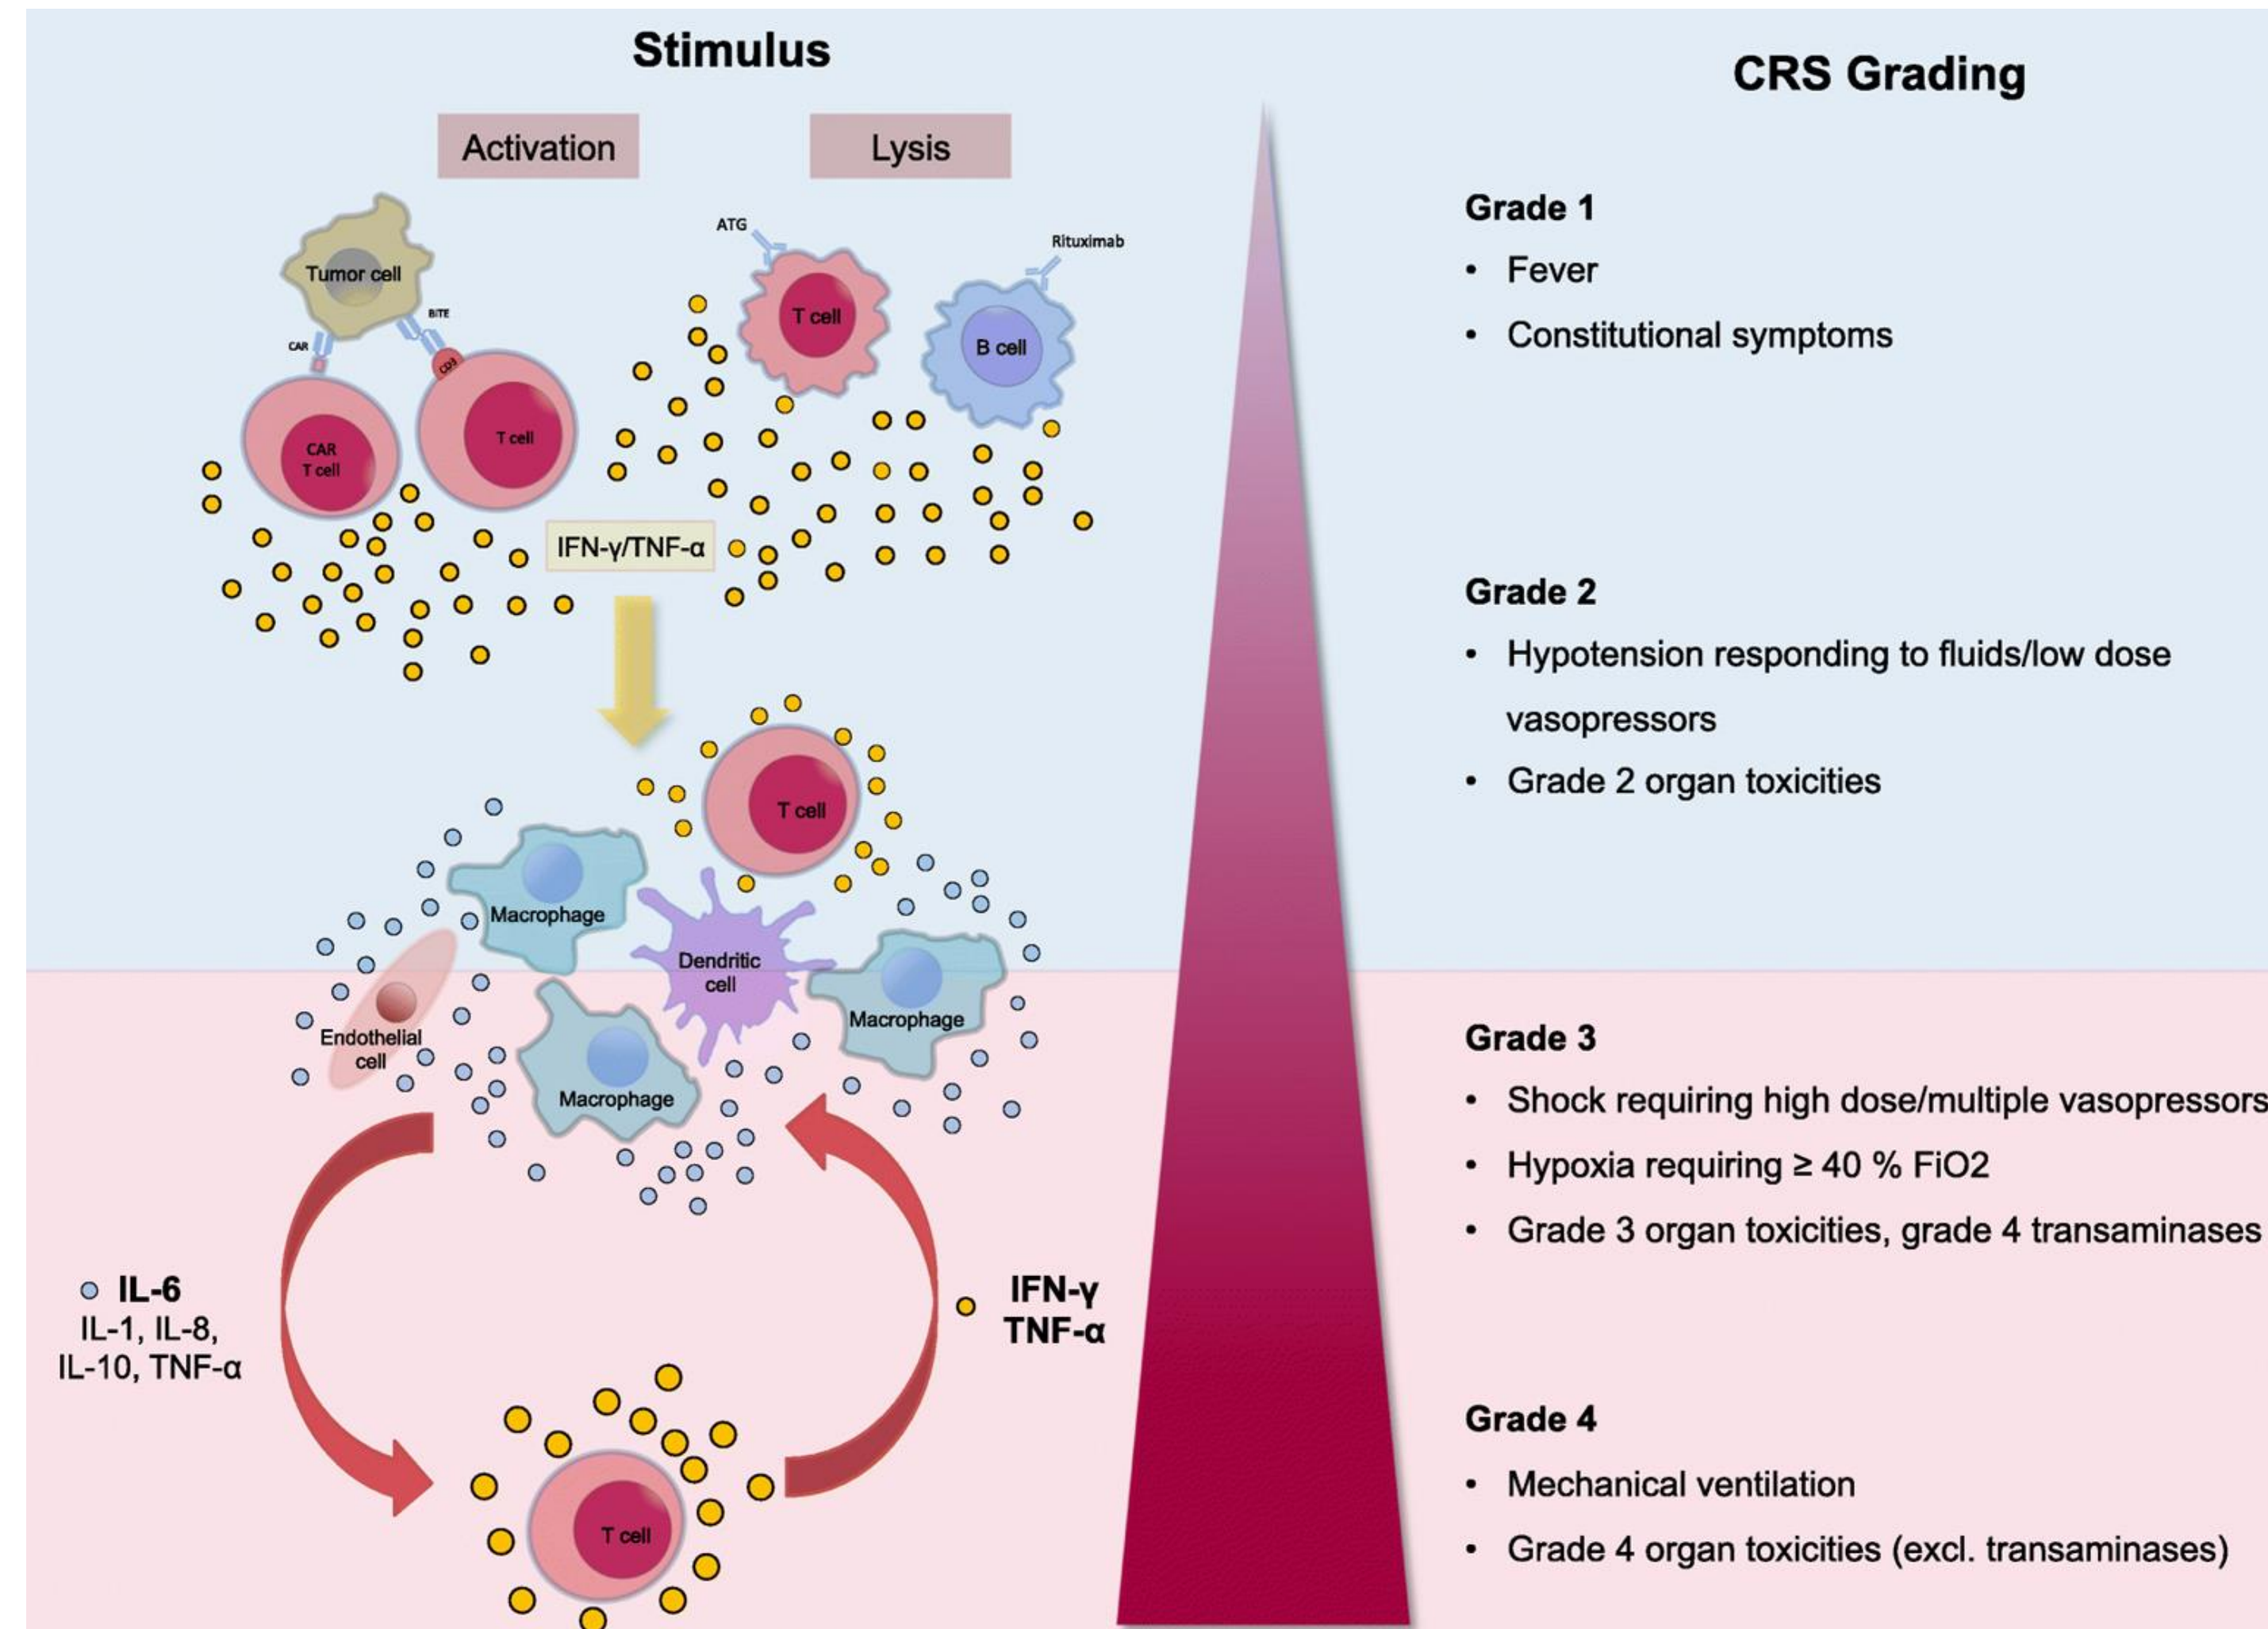 Stimulus
Activation
Lysis
ATG
Rituximab
Tumor cell
BiTE
CAR
CD3
T cell
B cell
CAR
T cell
T cell
IFN-γ/TNF-α
T cell
Macrophage
Dendritic
cell
Macrophage
Endothelial
cell
Macrophage
IL-6
IL-1, IL-8,
IL-10, TNF-α
IFN-γ
TNF-α
T cell
CRS Grading
Grade 1
• Fever
• Constitutional symptoms
Grade 2
• Hypotension responding to fluids/low dose
vasopressors
• Grade 2 organ toxicities
Grade 3
• Shock requiring high dose/multiple vasopressors
• Hypoxia requiring ≥ 40 % FiO2
• Grade 3 organ toxicities, grade 4 transaminases
Grade 4
• Mechanical ventilation
• Grade 4 organ toxicities (excl. transaminases)